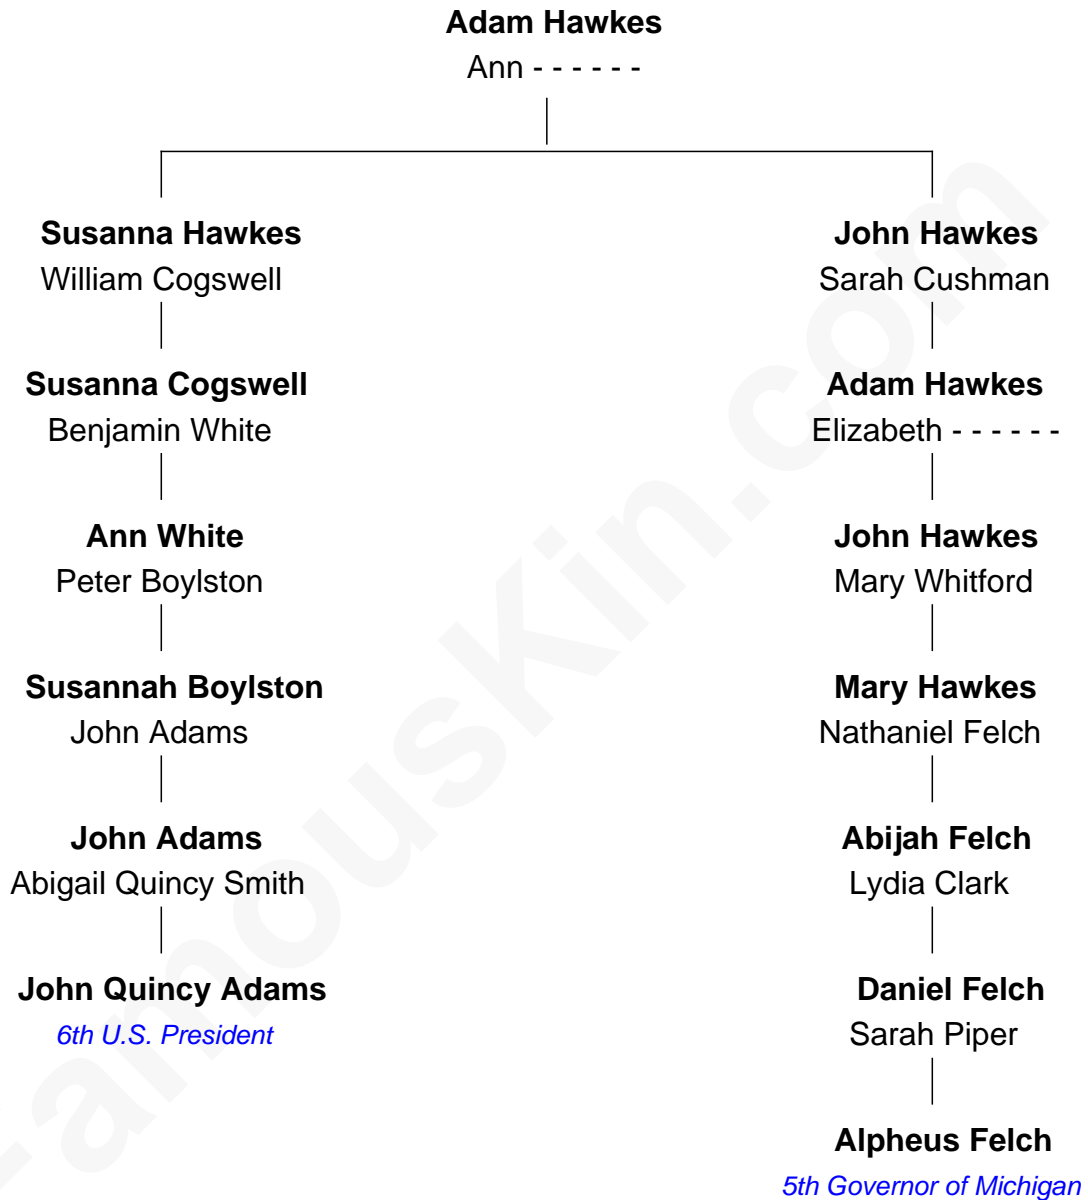 Adam Hawkes
Ann - - - - - -
Susanna Hawkes
William Cogswell
John Hawkes
Sarah Cushman
Susanna Cogswell
Benjamin White
Adam Hawkes
Elizabeth - - - - - -
Ann White
Peter Boylston
John Hawkes
Mary Whitford
Susannah Boylston
John Adams
Mary Hawkes
Nathaniel Felch
John Adams
Abigail Quincy Smith
Abijah Felch
Lydia Clark
John Quincy Adams
6th U.S. President
Daniel Felch
Sarah Piper
Alpheus Felch
5th Governor of Michigan
FamousKin.com